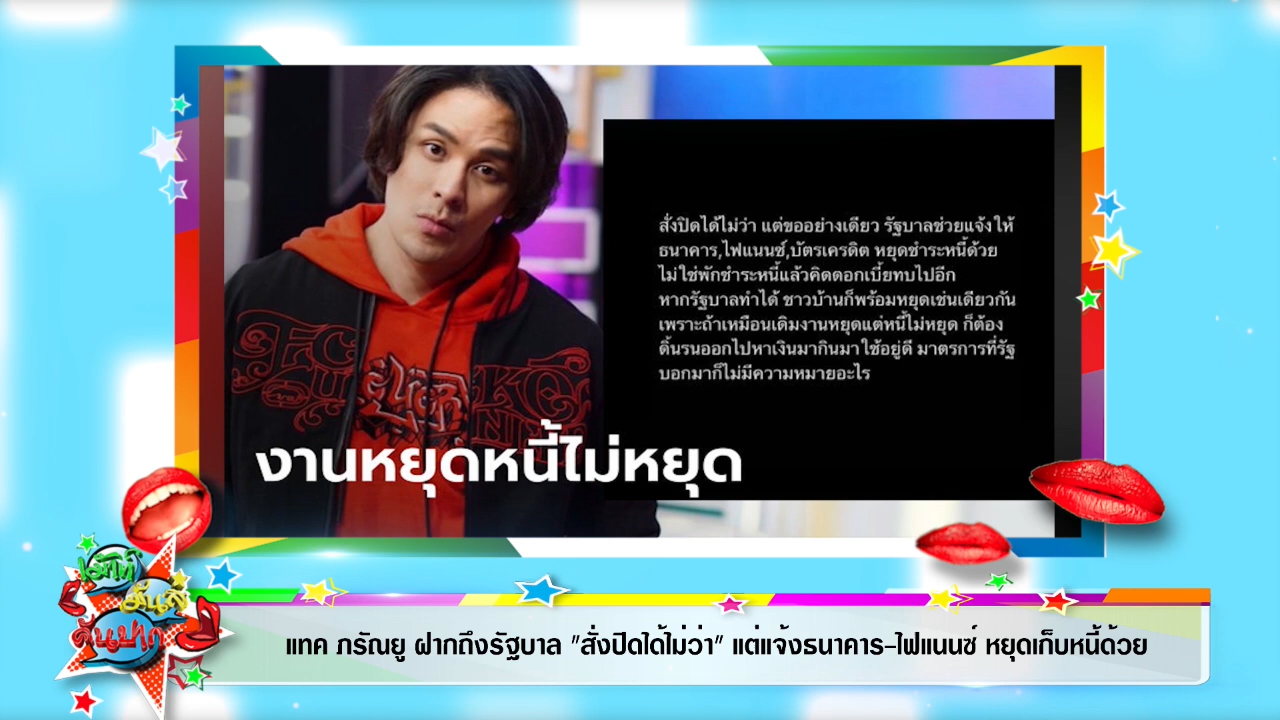 สั่งปิดได้ไม่ว่า แต่ขออย่างเดียว รัฐบาลช่วยแจ้งให้
ธนาคาร,ไฟแนนซ์,บัตรเครดิต หยุดชำระหนี้ด้วย
ไม่ใช่พักชำระหนี้แล้วคิดดอกเบี้ยทบไปอีก
หากรัฐบาลทำได้ ชาวบ้านก็พร้อมหยุดเช่นเดียวกัน
เพราะถ้าเหมือนเดิมงานหยุดแต่หนี้ไม่หยุด ก็ต้อง
ดิ้นรนออกไปหาเงินมากินมาใช้อยู่ดี มาตรการที่รัฐ
บอกมาก็ไม่มีความหมายอะไร
งานหยุดหนี้ไม่หยุด
เม้าท์
มันส์
คันปาก
แทค ภรัณยู ฝากถึงรัฐบาล "สั่งปิดได้ไม่ว่า" แต่แจ้งธนาคาร-ไฟแนนซ์ หยุดเก็บหนี้ด้วย